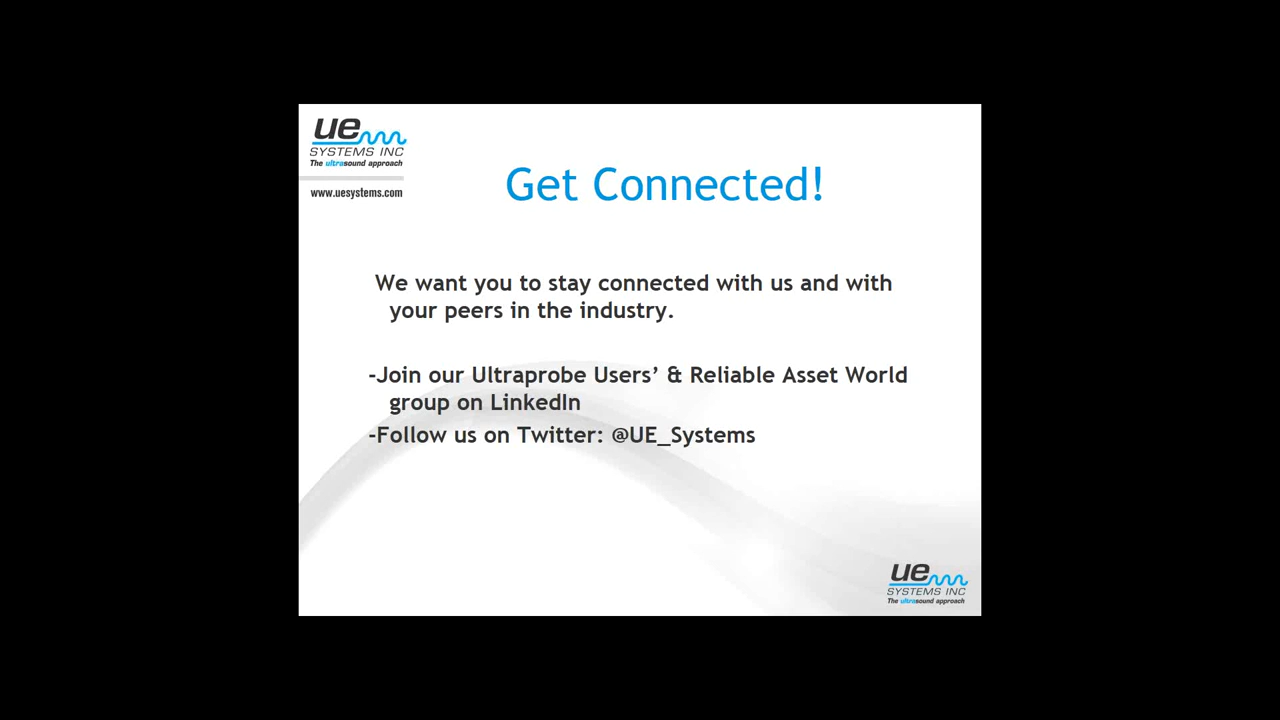 ue
SYSTEMS INC
The ultrasound approach
www.uesystems.com
Get Connected!
We want you to stay connected with us and with
your peers in the industry.
-Join our Ultraprobe Users’ & Reliable Asset World
group on LinkedIn
-Follow us on Twitter: @UE_Systems
ue
SYSTEMS INC
The ultrasound approach